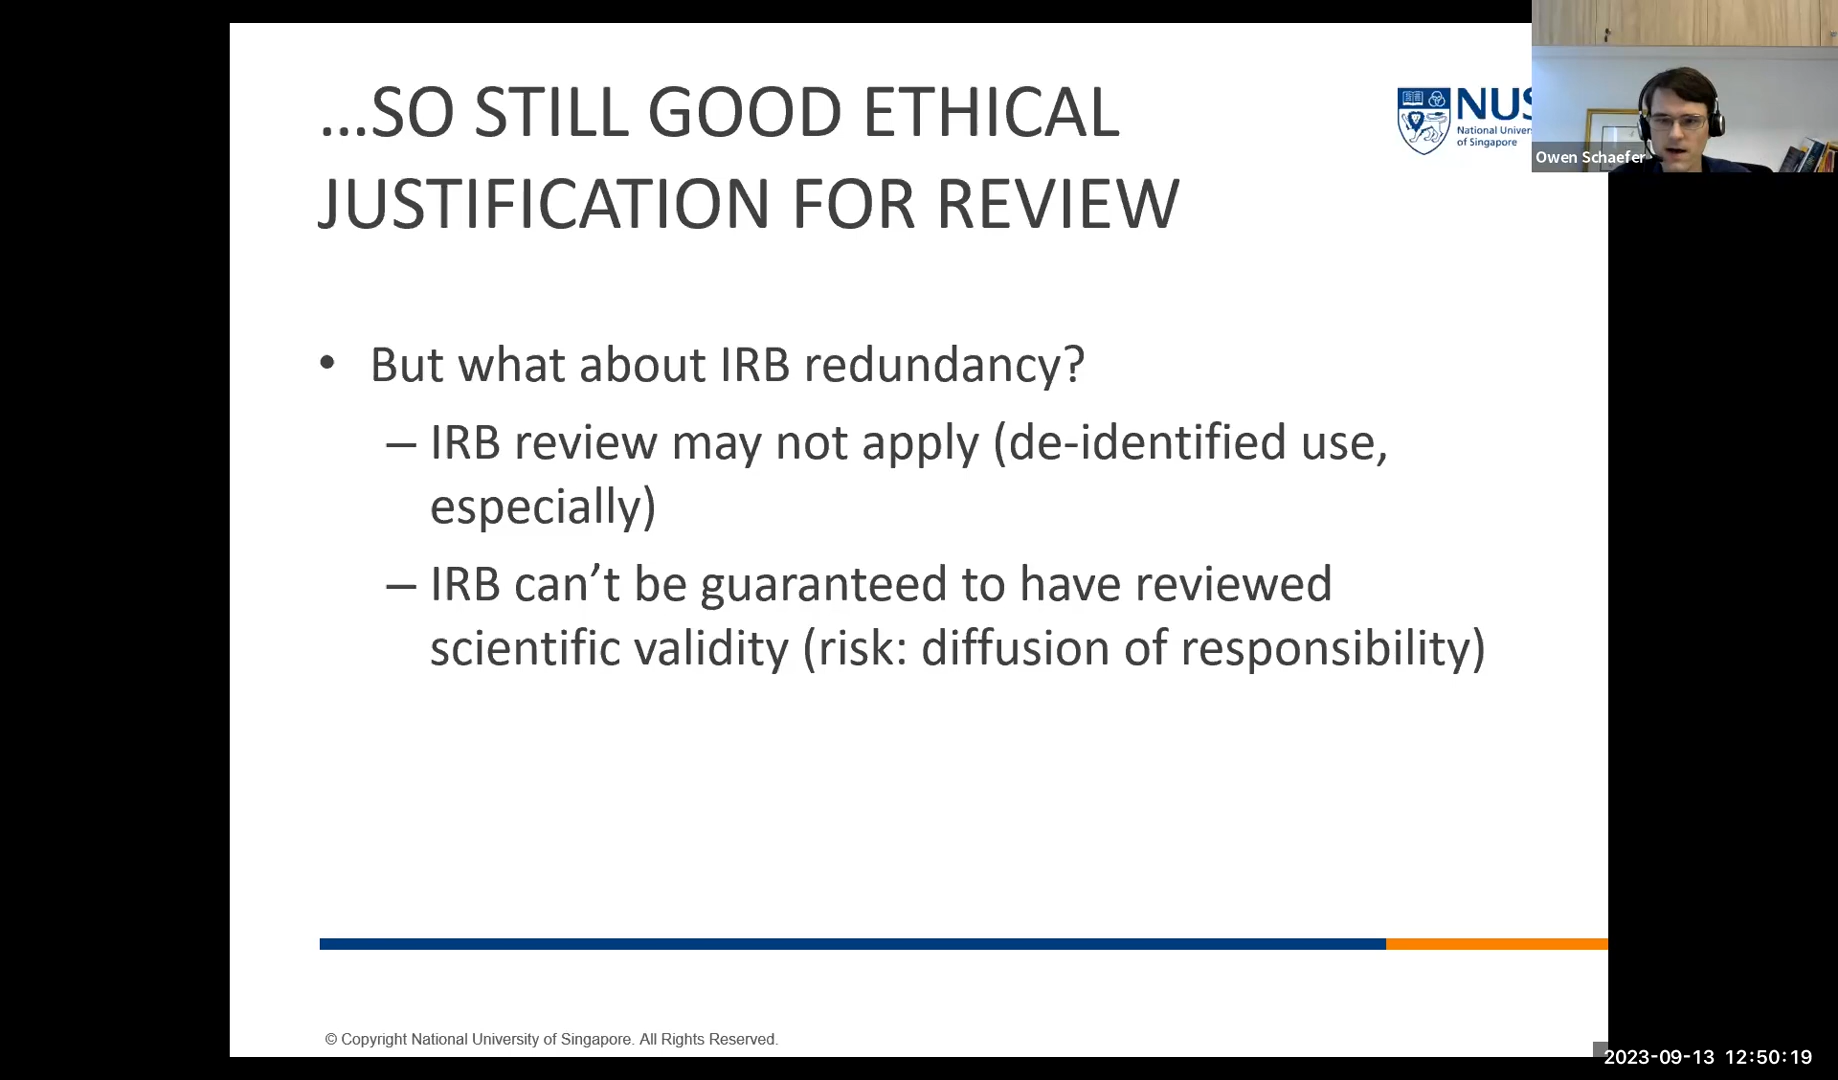 ...SO STILL GOOD ETHICAL
JUSTIFICATION FOR REVIEW
NUS
National Univers
of Singapore
Owen Schaefer
• But what about IRB redundancy?
– IRB review may not apply (de-identified use,
especially)
– IRB can’t be guaranteed to have reviewed
scientific validity (risk: diffusion of responsibility)
© Copyright National University of Singapore. All Rights Reserved.
2023-09-13 12:50:19